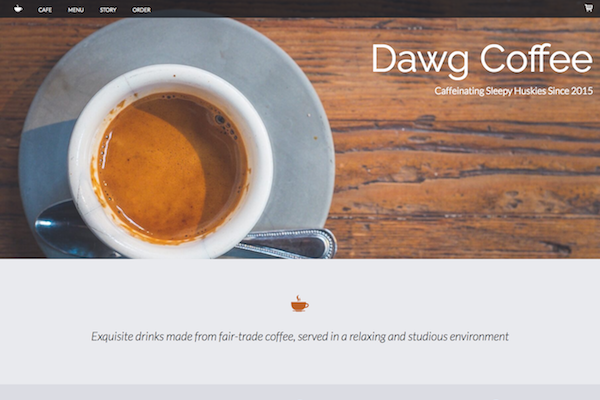 CAFE MENU STORY ORDER
Dawg Coffee
Caffeinating Sleepy Huskies Since 2015
Exquisite drinks made from fair-trade coffee, served in a relaxing and studious environment